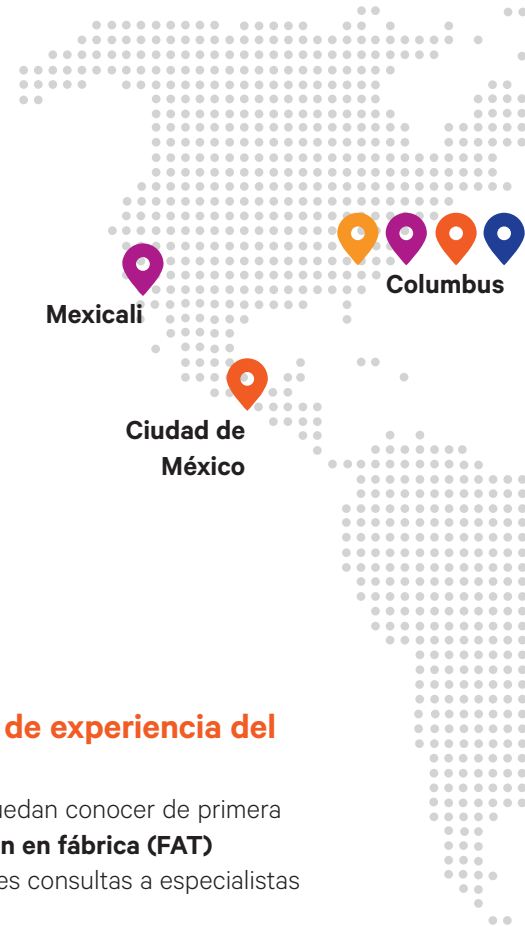 Columbus
Mexicali
Ciudad de
México
de experiencia del
uedan conocer de primera
n en fábrica (FAT)
es consultas a especialistas